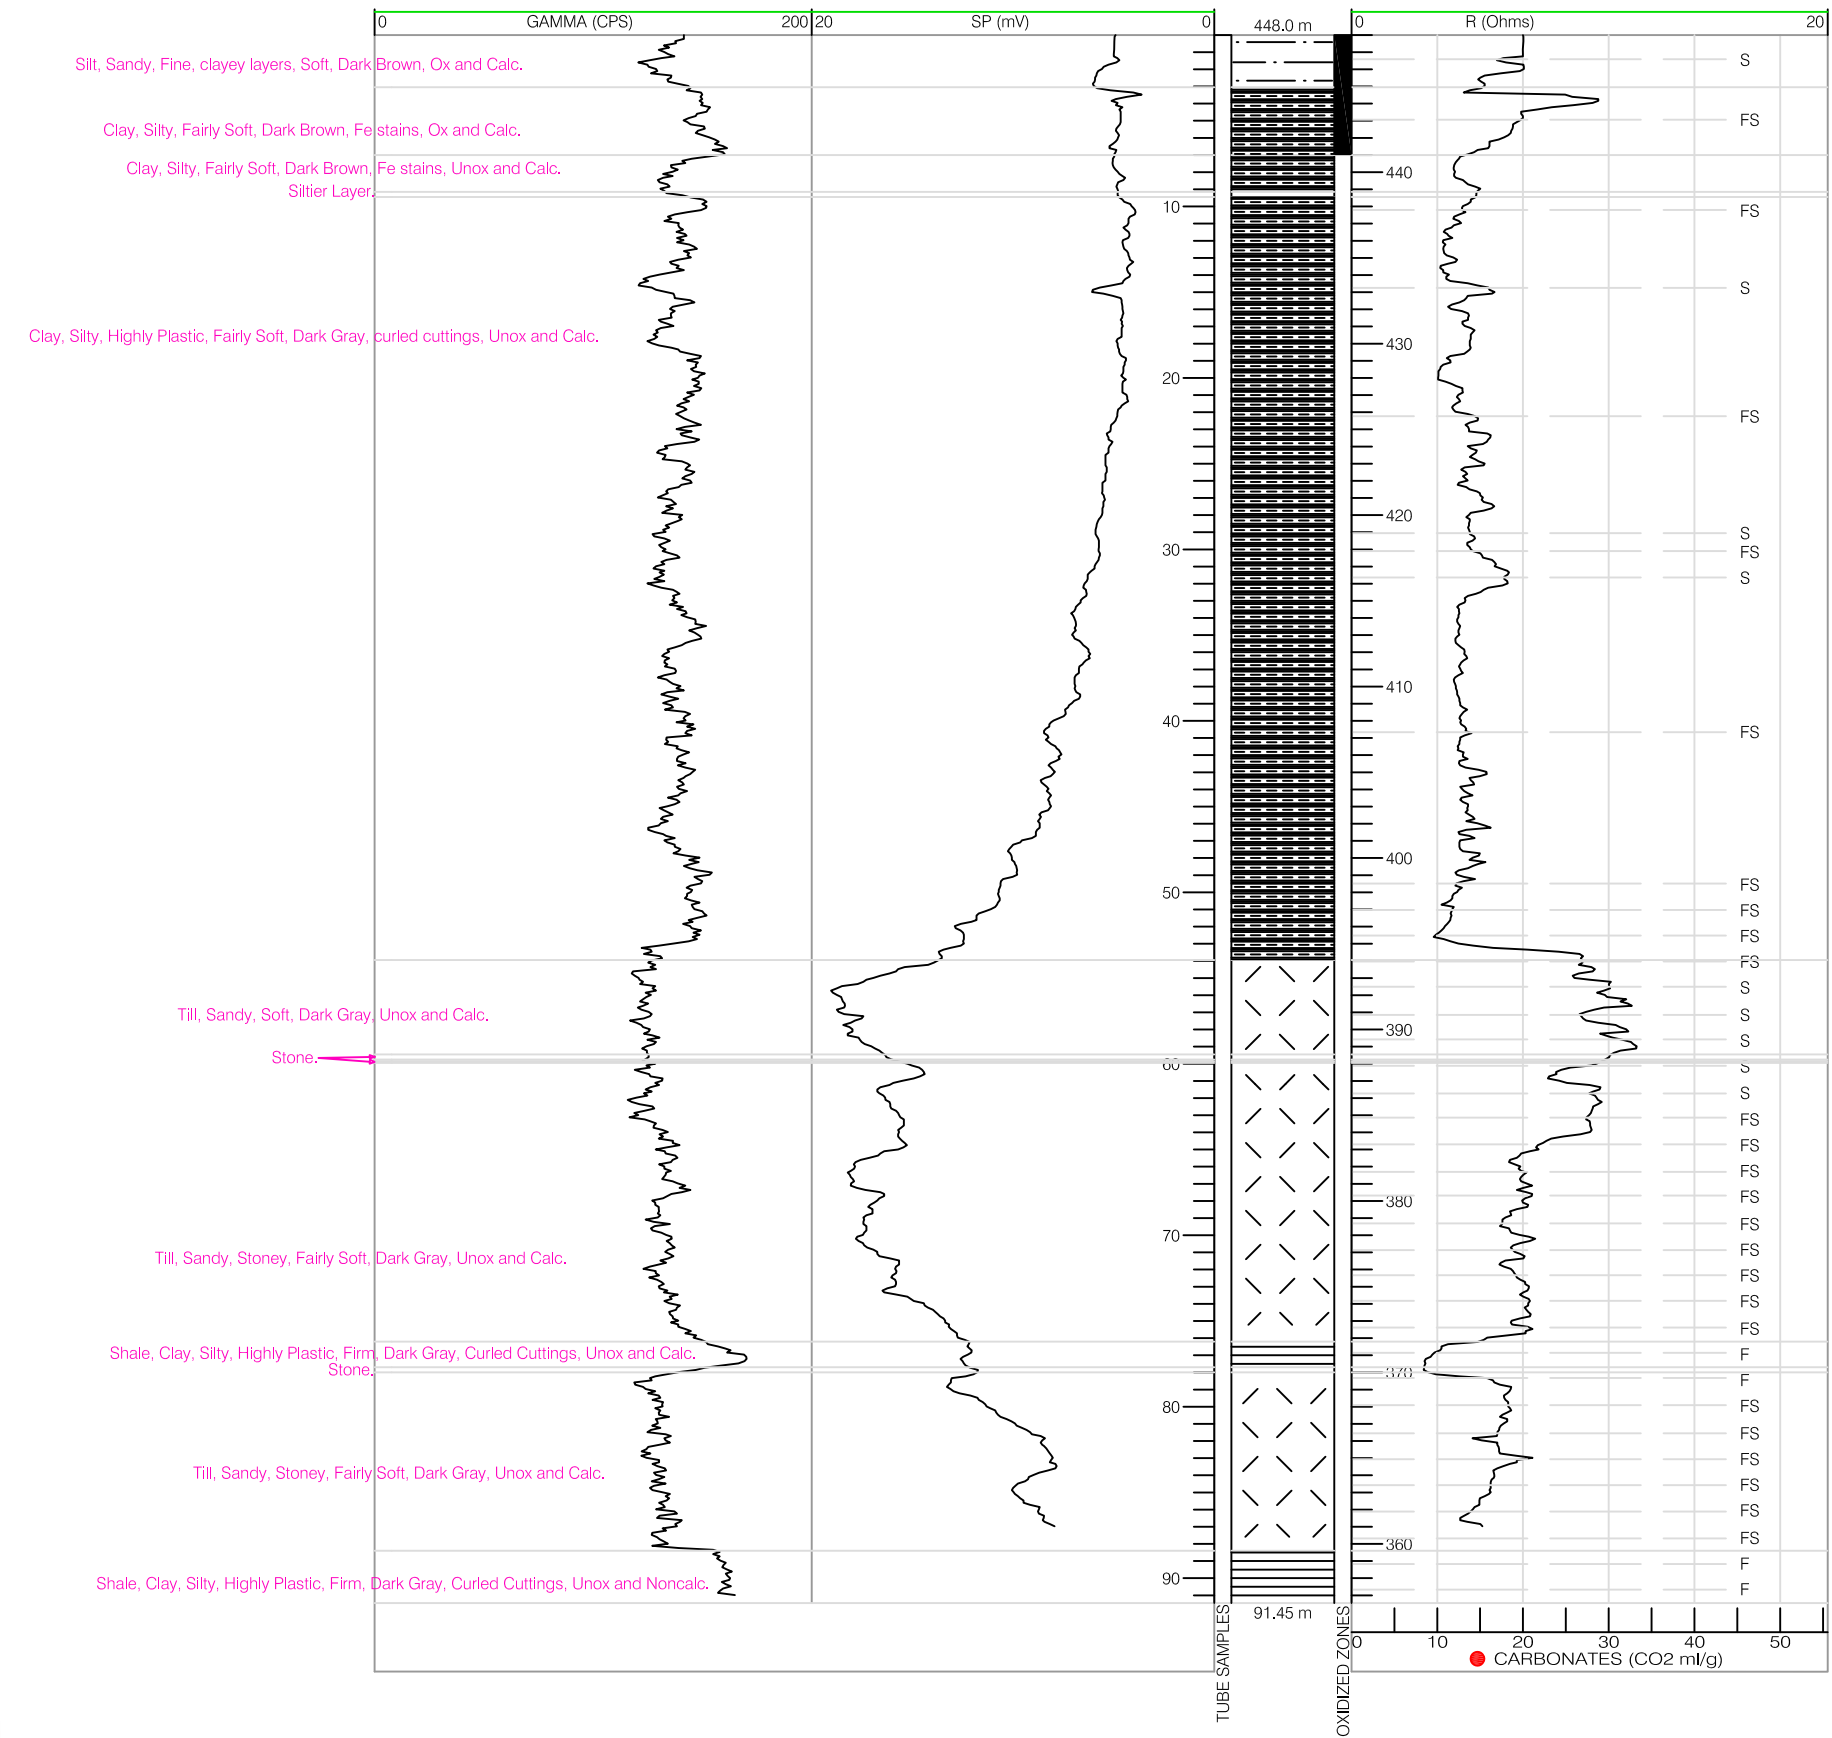 0 GAMMA (CPS) 200 20 SP (mV) 0 448.0 m 0 R (Ohms) 20
Silt, Sandy, Fine, clayey layers, Soft, Dark Brown, Ox and Calc. S
Clay, Silty, Fairly Soft, Dark Brown, Fe stains, Ox and Calc. FS
Clay, Silty, Fairly Soft, Dark Brown, Fe stains, Unox and Calc. 440
Siltier Layer.
10 FS
S
Clay, Silty, Highly Plastic, Fairly Soft, Dark Gray, curled cuttings, Unox and Calc. 430
20
FS
420
S
30 FS
S
410
40 FS
400
50 FS
FS
FS
FS
S
Till, Sandy, Soft, Dark Gray, Unox and Calc. S
390
S
Stone.
60 S
S
FS
FS
FS
380 FS
FS
70
Till, Sandy, Stoney, Fairly Soft, Dark Gray, Unox and Calc. FS
FS
FS
FS
Shale, Clay, Silty, Highly Plastic, Firm, Dark Gray, Curled Cuttings, Unox and Calc. F
Stone. 370
F
80 FS
FS
FS
Till, Sandy, Stoney, Fairly Soft, Dark Gray, Unox and Calc. FS
FS
360 FS
F
90 F
Shale, Clay, Silty, Highly Plastic, Firm, Dark Gray, Curled Cuttings, Unox and Noncalc.
91.45 m
TUBE SAMPLES
OXIDIZED ZONES
0 10 20 30 40 50
CARBONATES (CO2 ml/g)